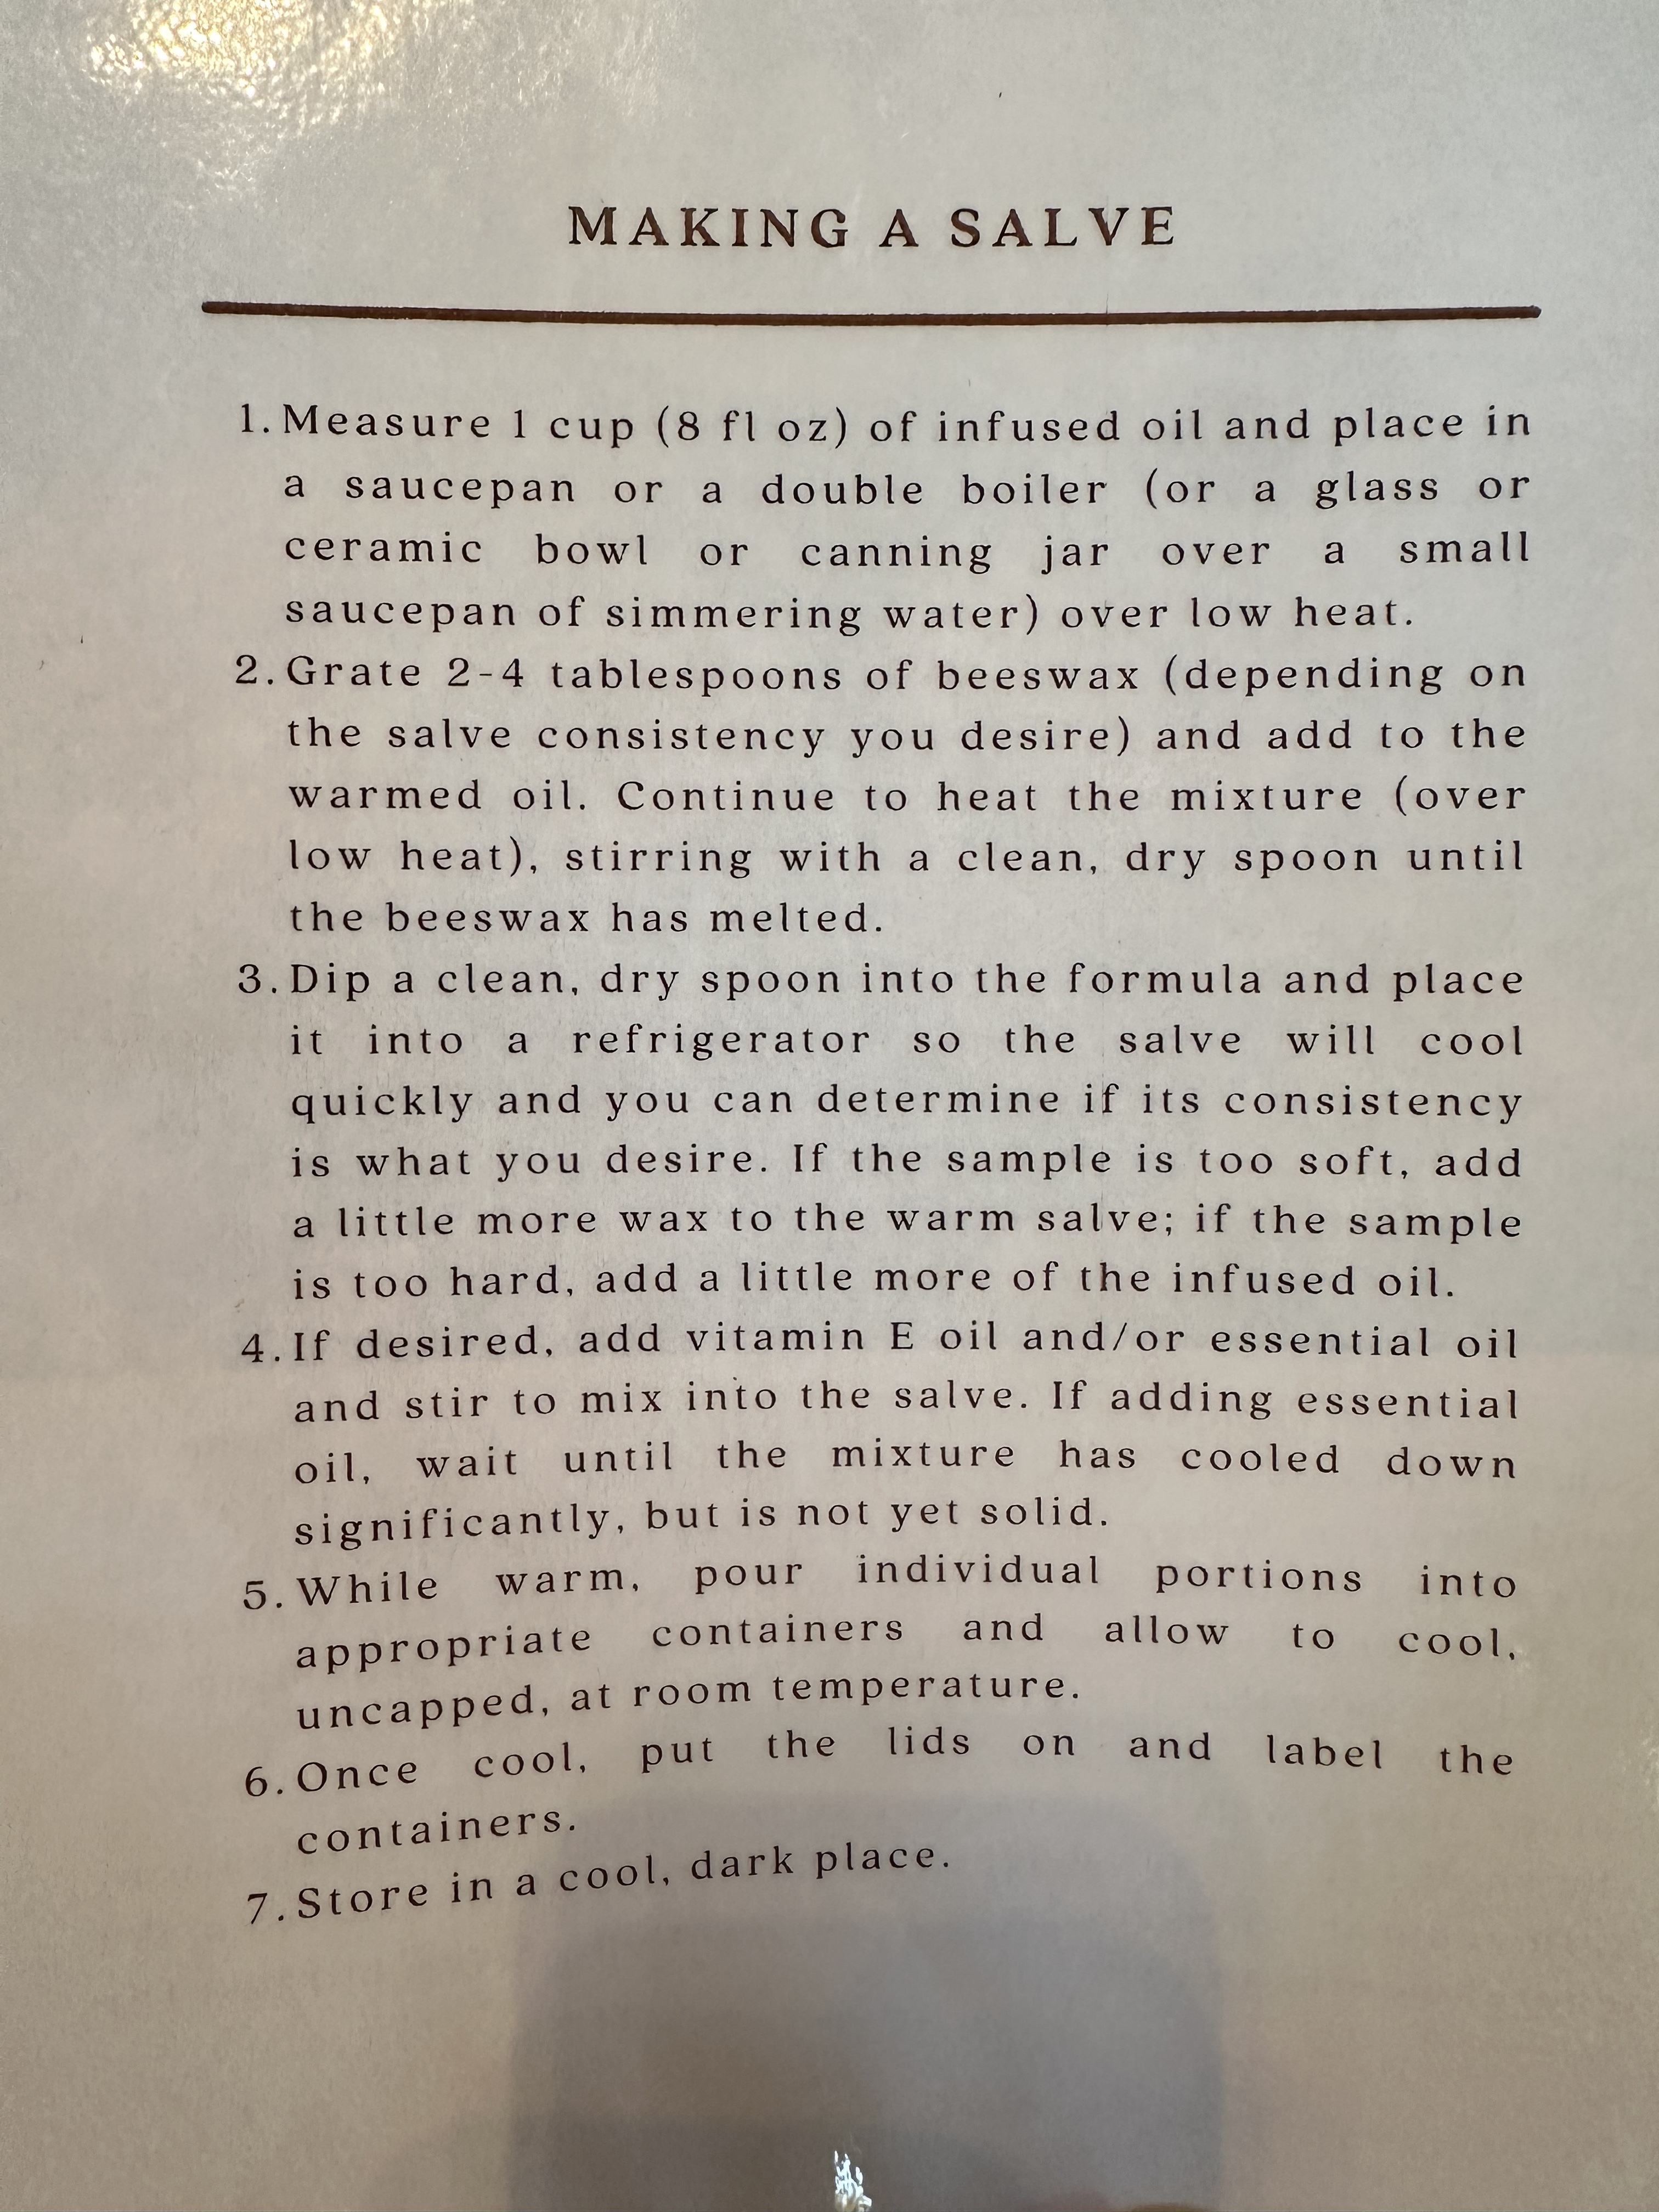 MAKING A SALVE
1. Measure 1 cup (8 fl oz) of infused oil and place in
a saucepan or a double boiler (or a glass or
ceramic bowl or canning jar over a small
saucepan of simmering water) over low heat.
2. Grate 2-4 tablespoons of beeswax (depending on
the salve consistency you desire) and add to the
warmed oil. Continue to heat the mixture (over
low heat), stirring with a clean, dry spoon until
the beeswax has melted.
3. Dip a clean, dry spoon into the formula and place
it into a refrigerator so the salve will cool
quickly and you can determine if its consistency
is what you desire. If the sample is too soft, add
a little more wax to the warm salve; if the sample
is too hard, add a little more of the infused oil.
4. If desired, add vitamin E oil and/or essential oil
and stir to mix into the salve. If adding essential
oil, wait until the mixture has cooled down
significantly, but is not yet solid.
5. While warm, pour individual portions into
appropriate containers and allow to cool,
uncapped, at room temperature.
6. Once cool, put the lids on and label the
containers.
7. Store in a cool, dark place.